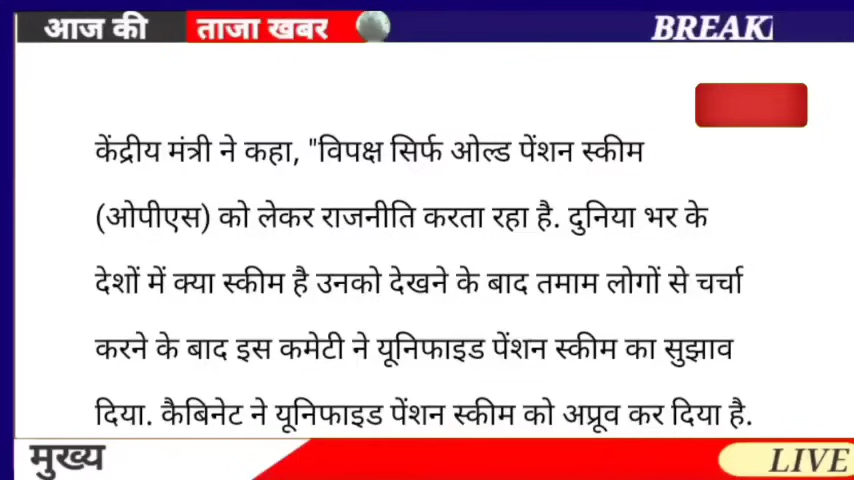 आज की ताजा खबर BREAK
केंद्रीय मंत्री ने कहा, "विपक्ष सिर्फ ओल्ड पेंशन स्कीम
(ओपीएस) को लेकर राजनीति करता रहा है. दुनिया भर के
देशों में क्या स्कीम है उनको देखने के बाद तमाम लोगों से चर्चा
करने के बाद इस कमेटी ने यूनिफाइड पेंशन स्कीम का सुझाव
दिया. कैबिनेट ने यूनिफाइड पेंशन स्कीम को अप्रूव कर दिया है.
मुख्य LIVE